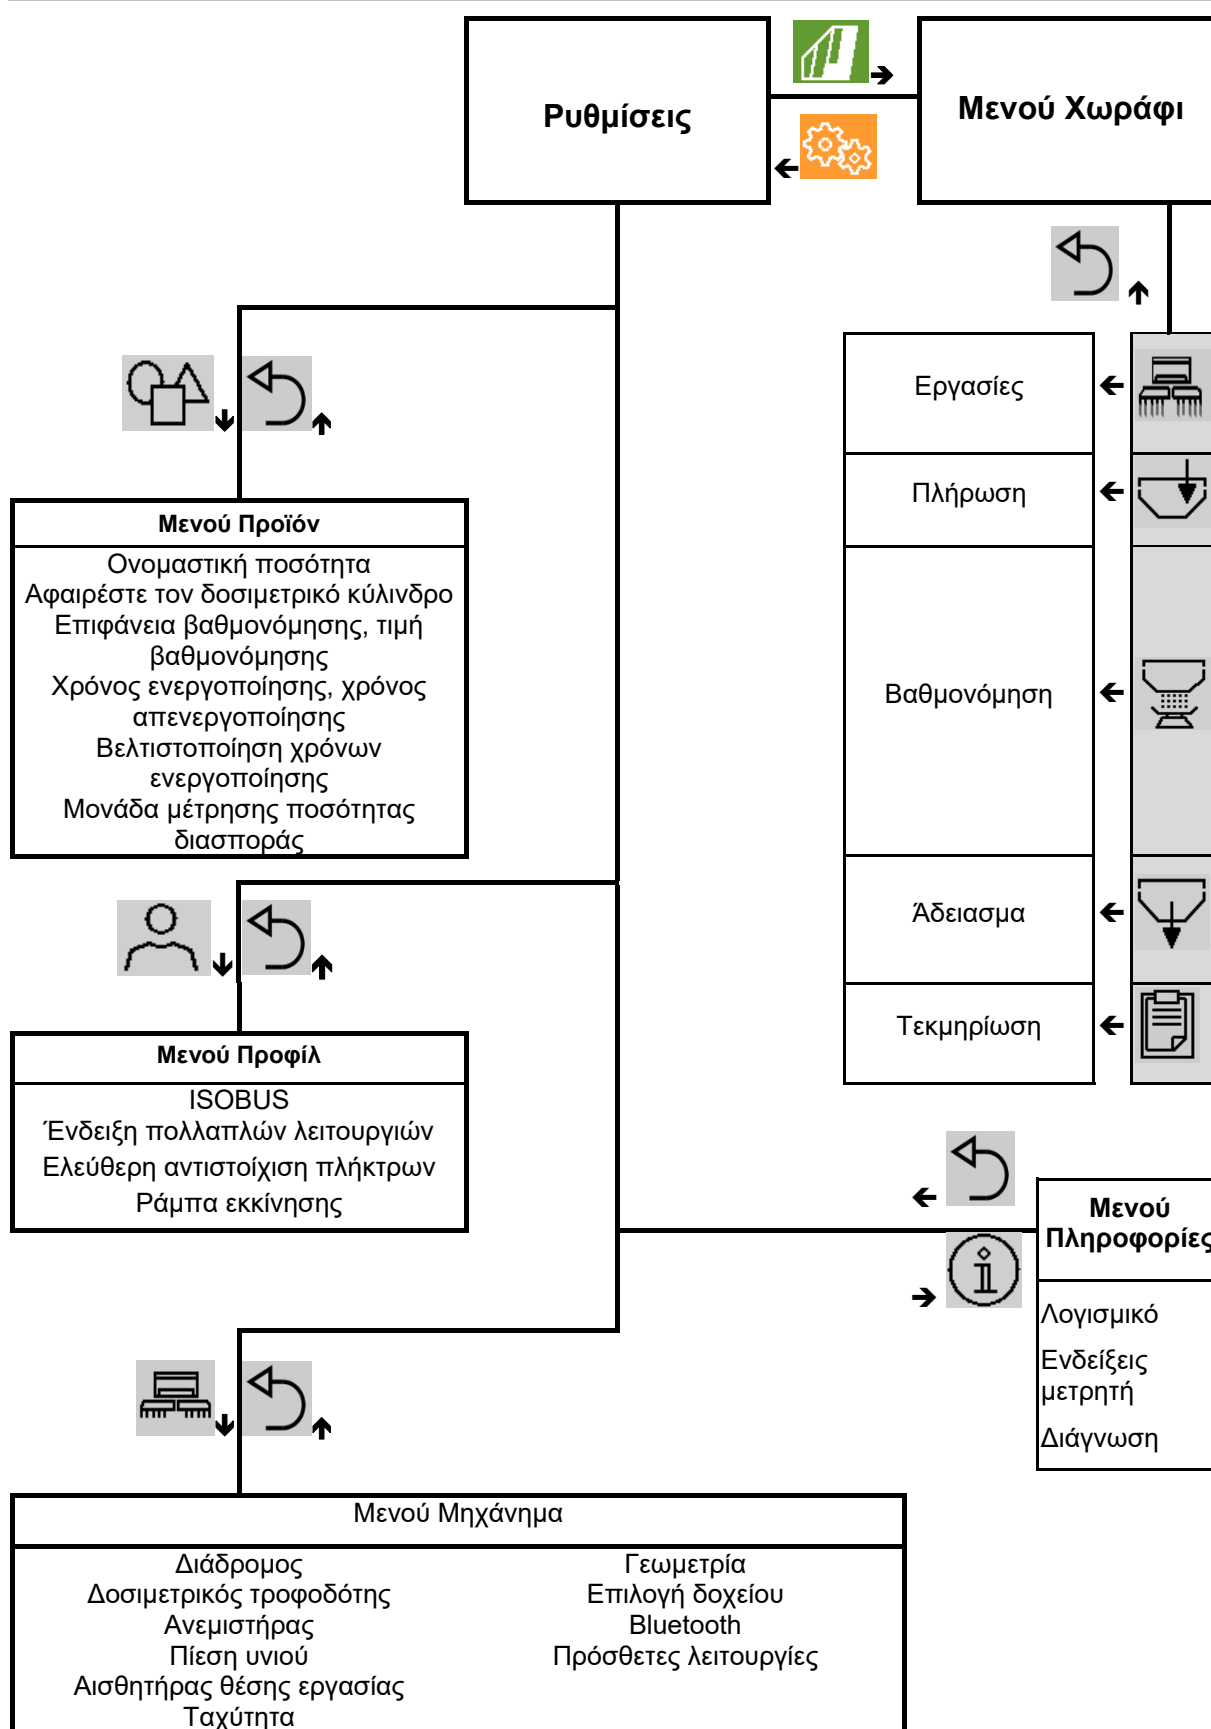 Ρυθμίσεις
Μενού Χωράφι
Εργασίες
Πλήρωση
Βαθμονόμηση
Άδειασμα
Τεκμηρίωση
Μενού Προϊόν
Ονομαστική ποσότητα
Αφαιρέστε τον δοσιμετρικό κύλινδρο
Επιφάνεια βαθμονόμησης, τιμή
βαθμονόμησης
Χρόνος ενεργοποίησης, χρόνος
απενεργοποίησης
Βελτιστοποίηση χρόνων
ενεργοποίησης
Μονάδα μέτρησης ποσότητας
διασποράς
Μενού Προφίλ
ISOBUS
Ένδειξη πολλαπλών λειτουργιών
Ελεύθερη αντιστοίχιση πλήκτρων
Ράμπα εκκίνησης
Μενού
Πληροφορίες
Λογισμικό
Ενδείξεις
μετρητή
Διάγνωση
Μενού Μηχάνημα
Διάδρομος
Δοσιμετρικός τροφοδότης
Ανεμιστήρας
Πίεση υνιού
Αισθητήρας θέσης εργασίας
Ταχύτητα
Γεωμετρία
Επιλογή δοχείου
Bluetooth
Πρόσθετες λειτουργίες